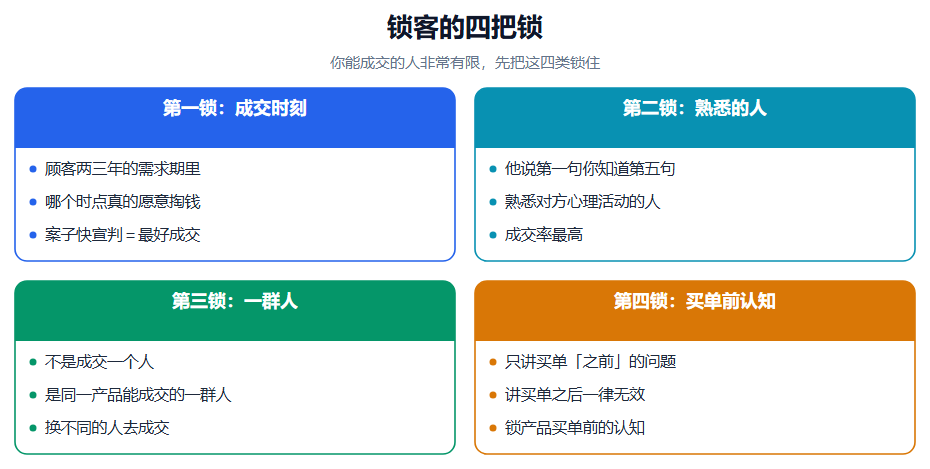 锁客的四把锁
你能成交的人非常有限，先把这四类锁住
第一锁：成交时刻
顾客两三年的需求期里
哪个时点真的愿意掏钱
案子快宣判＝最好成交
第二锁：熟悉的人
他说第一句你知道第五句
熟悉对方心理活动的人
成交率最高
第三锁：一群人
不是成交一个人
是同一产品能成交的一群人
换不同的人去成交
第四锁：买单前认知
只讲买单「之前」的问题
讲买单之后一律无效
锁产品买单前的认知